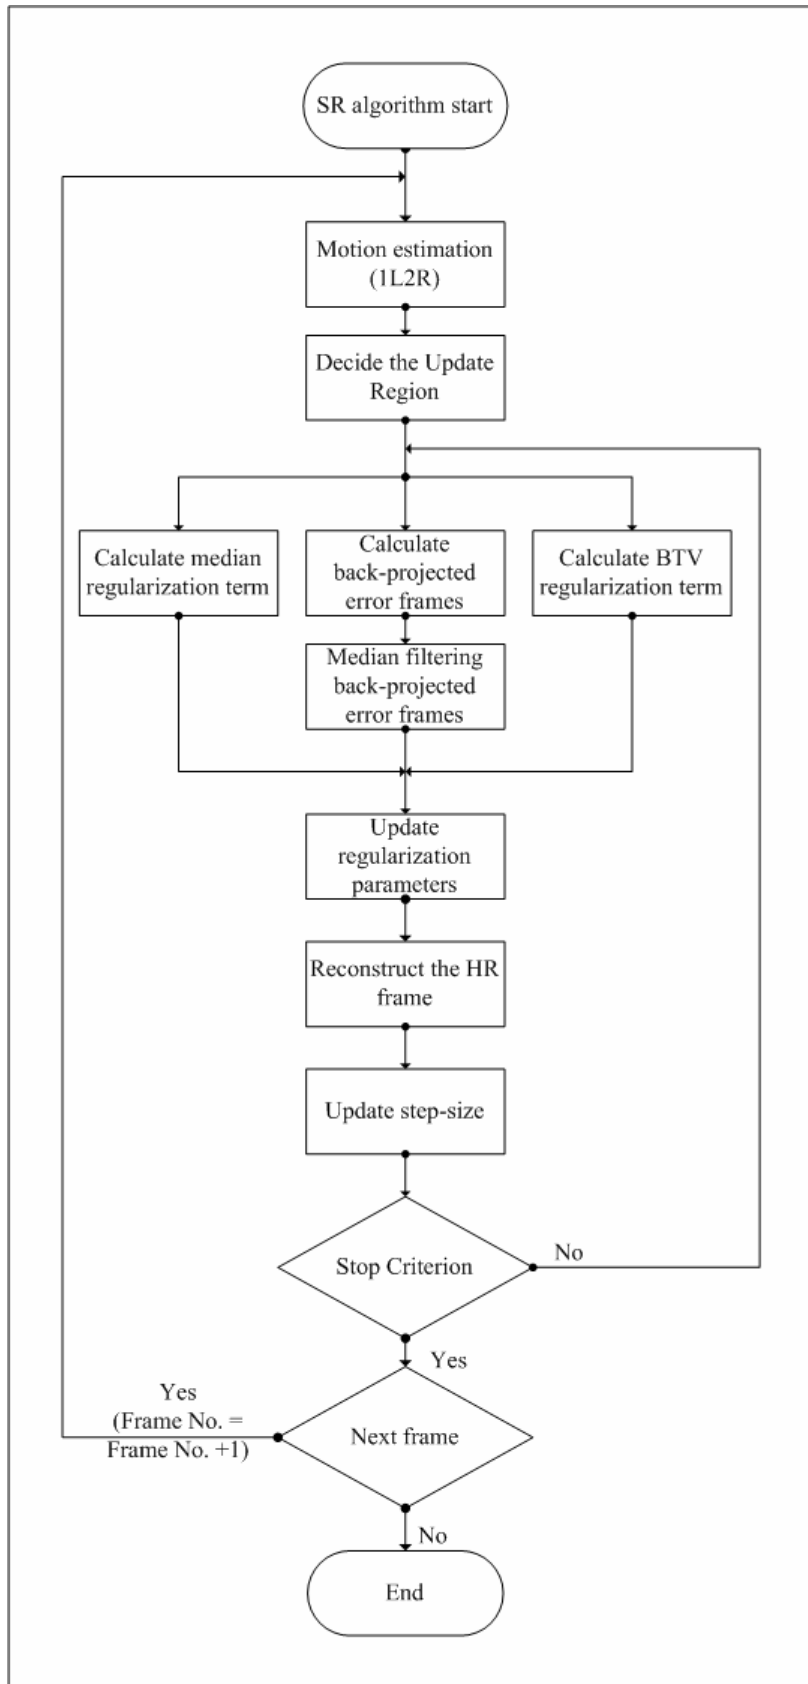 SR algorithm start
Motion estimation
(1L2R)
Decide the Update
Region
Calculate median
regularization term
Calculate
back-projected
error frames
Calculate BTV
regularization term
Median filtering
back-projected
error frames
Update
regularization
parameters
Reconstruct the HR
frame
Update step-size
Stop Criterion
No
Yes
Yes
(Frame No. =
Frame No. +1)
Next frame
No
End